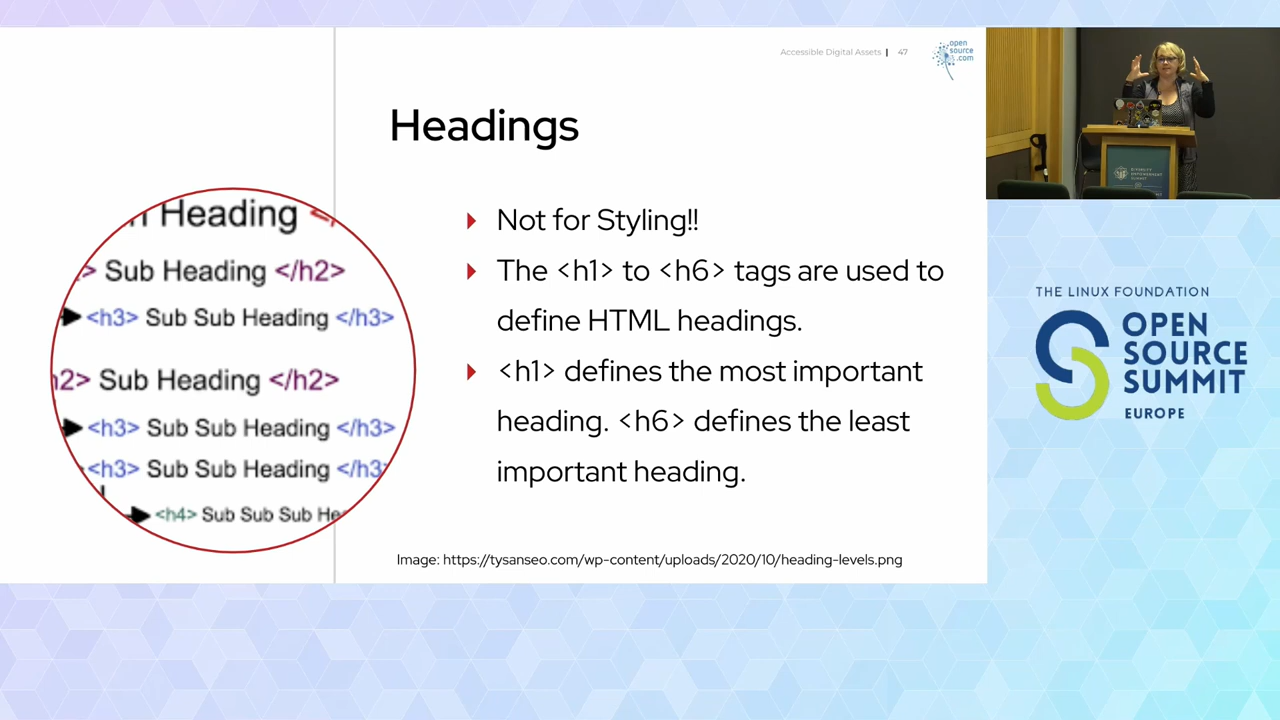 Accessible Digital Assets | 47
open
source
.com
Headings
Heading
> Sub Heading </h2>
<h3> Sub Sub Heading </h3>
h2> Sub Heading </h2>
<h3> Sub Sub Heading </h3>
<h3> Sub Sub Heading </h3>
<h4> Sub Sub Sub He
Not for Styling!!
The <h1> to <h6> tags are used to
define HTML headings.
<h1> defines the most important
heading. <h6> defines the least
important heading.
Image: https://tysanseo.com/wp-content/uploads/2020/10/heading-levels.png
THE LINUX FOUNDATION
OPEN
SOURCE
SUMMIT
EUROPE